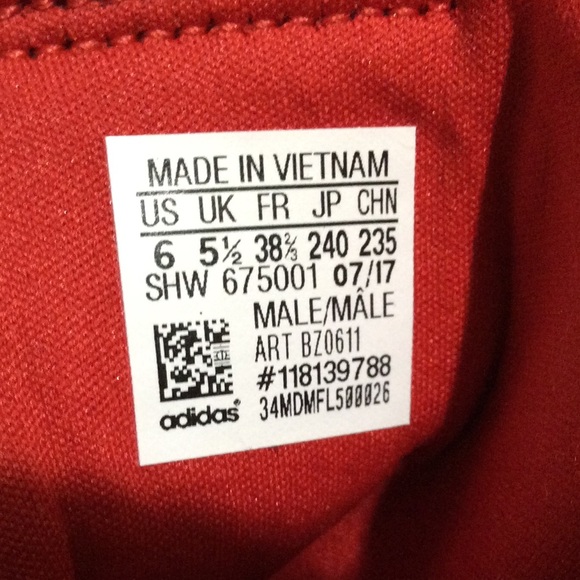 MADE IN VIETNAM
US UK FR JP CHN
6 5½ 38⅔ 240 235
SHW 675001 07/17
MALE/MÂLE
ART BZ0611
#118139788
adidas® 34MDMFL500026